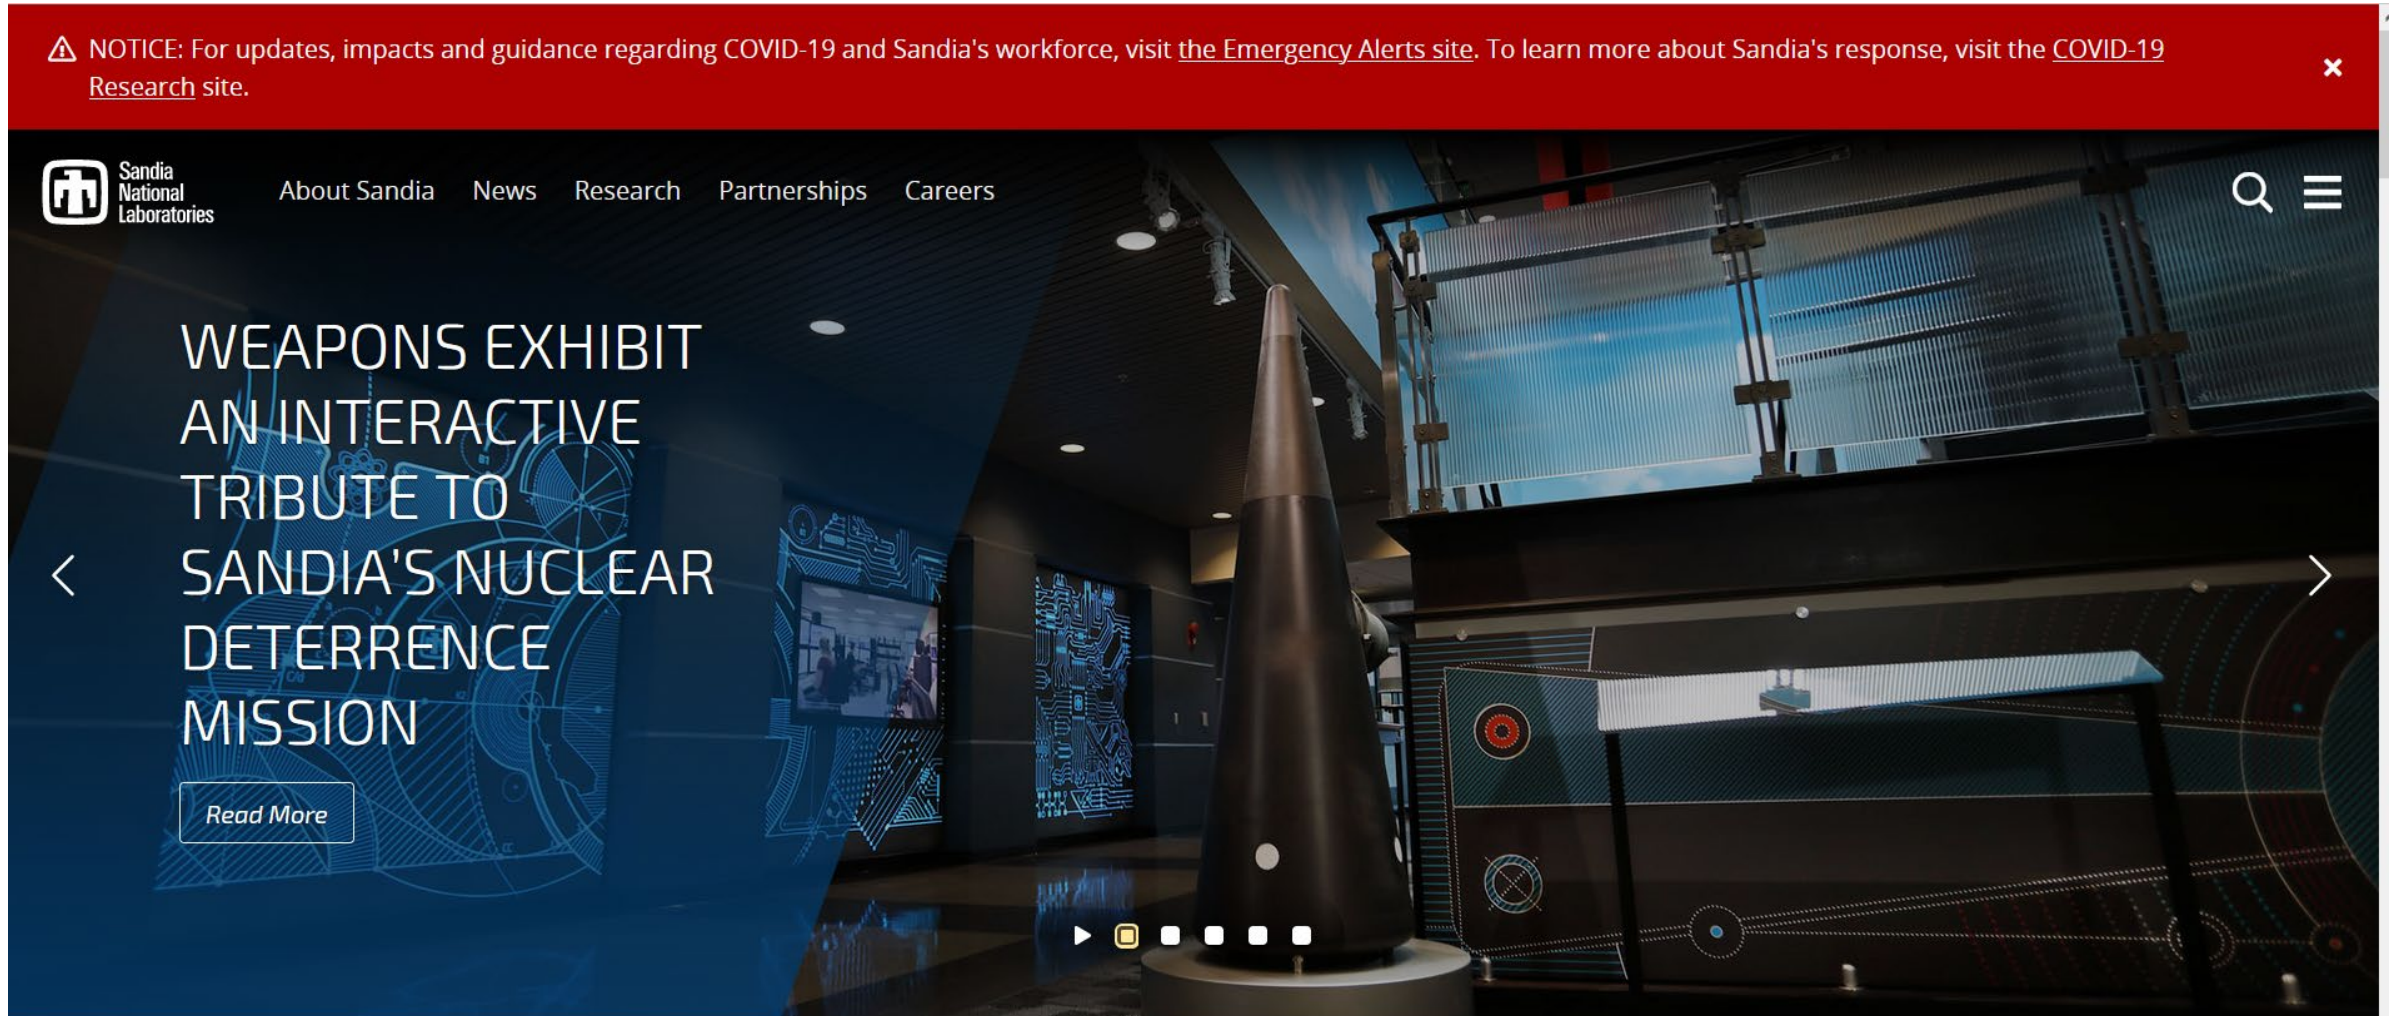 NOTICE: For updates, impacts and guidance regarding COVID-19 and Sandia's workforce, visit the Emergency Alerts site. To learn more about Sandia's response, visit the COVID-19
Research site.
Sandia
National
Laboratories
About Sandia
News
Research
Partnerships
Careers
WEAPONS EXHIBIT
AN INTERACTIVE
TRIBUTE TO
SANDIA'S NUCLEAR
DETERRENCE
MISSION
Read More